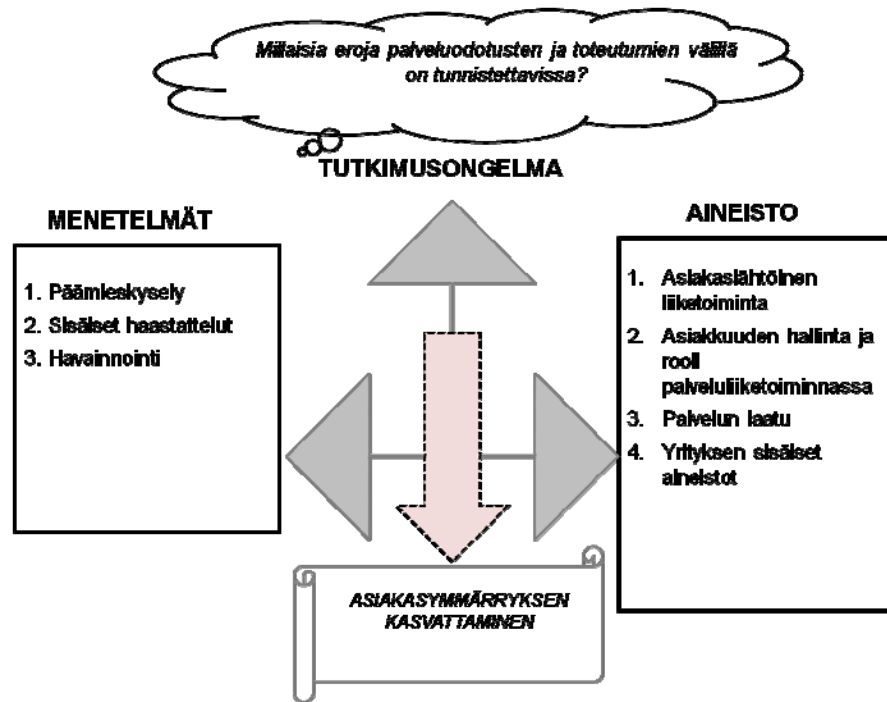 Millaisia eroja palveluodotusten ja toteutumien välillä
on tunnistettavissa?
TUTKIMUSONGELMA
MENETELMÄT
1. Päämieskysely
2. Sisäiset haastattelut
3. Havainnointi
AINEISTO
1. Asiakaslähtöinen
liiketoiminta
2. Asiakkuuden hallinta ja
rooli
palveluliiketoiminnassa
3. Palvelun laatu
4. Yrityksen sisäiset
aineistot
ASIAKASYMMÄRRYKSEN
KASVATTAMINEN